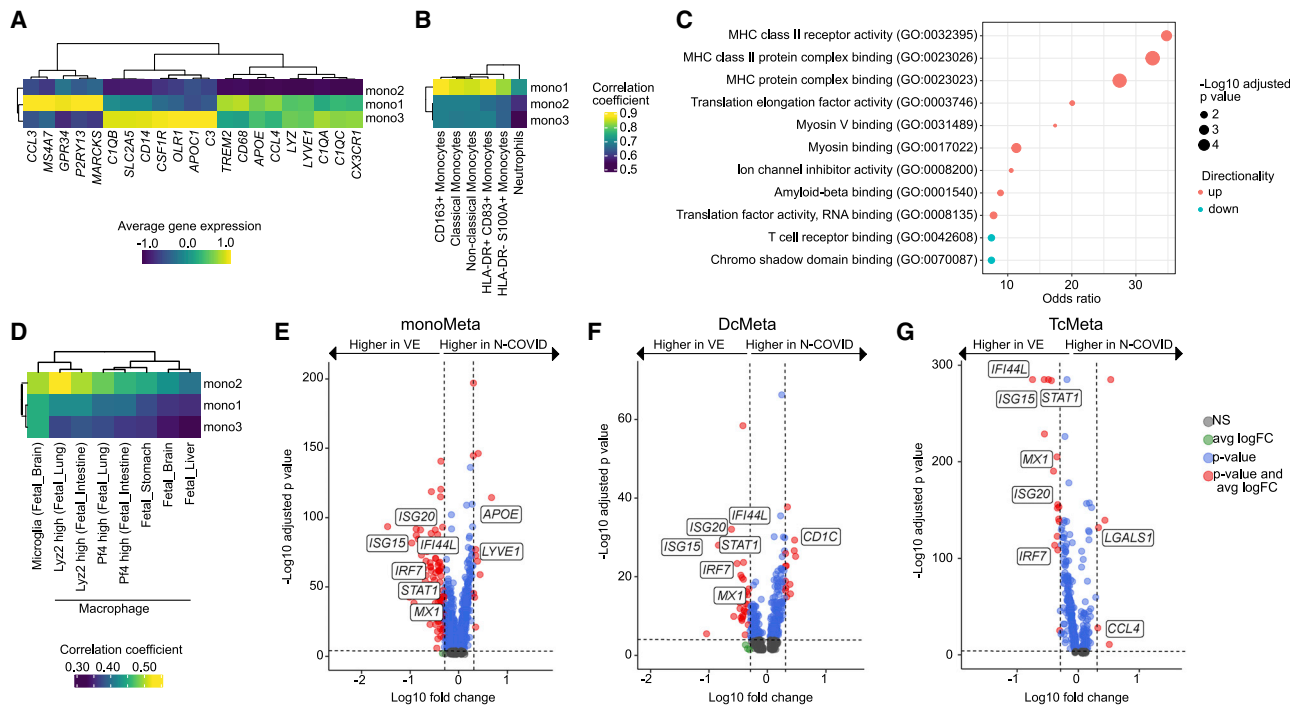 A
mono2
mono1
mono3
CCL3
MS4A7
GPR34
P2RY13
MARCKS
C1QB
SLC2A5
CD14
CSF1R
OLR1
APOC1
C3
TREM2
CD68
APOE
CCL4
LYZ
LYVE1
C1QA
C1QC
CX3CR1
Average gene expression
-1.0 0.0 1.0
B
mono1
mono2
mono3
CD163+ Monocytes
Classical Monocytes
Non-classical Monocytes
HLA-DR+ CD83+ Monocytes
HLA-DR- S100A+ Monocytes
Neutrophils
Correlation
coefficient
0.9
0.8
0.7
0.6
0.5
C
MHC class II receptor activity (GO:0032395)
MHC class II protein complex binding (GO:0023026)
MHC protein complex binding (GO:0023023)
Translation elongation factor activity (GO:0003746)
Myosin V binding (GO:0031489)
Myosin binding (GO:0017022)
Ion channel inhibitor activity (GO:0008200)
Amyloid-beta binding (GO:0001540)
Translation factor activity, RNA binding (GO:0008135)
T cell receptor binding (GO:0042608)
Chromo shadow domain binding (GO:0070087)
10 20 30
Odds ratio
-Log10 adjusted
p value
2
3
4
Directionality
up
down
D
mono2
mono1
mono3
Microglia (Fetal_Brain)
Lyz2 high (Fetal_Lung)
Lyz2 high (Fetal_Intestine)
Pf4 high (Fetal_Lung)
Pf4 high (Fetal_Intestine)
Fetal_Stomach
Fetal_Brain
Fetal_Liver
Macrophage
Correlation coefficient
0.30 0.40 0.50
E
monoMeta
Higher in VE Higher in N-COVID
200
150
100
50
0
-Log10 adjusted p value
ISG20
ISG15
IFI44L
IRF7
STAT1
MX1
APOE
LYVE1
-2 -1 0 1
Log10 fold change
F
DcMeta
Higher in VE Higher in N-COVID
60
40
20
0
-Log10 adjusted p value
IFI44L
ISG20
ISG15
STAT1
IRF7
MX1
CD1C
-2 -1 0 1
Log10 fold change
G
TcMeta
Higher in VE Higher in N-COVID
300
200
100
0
-Log10 adjusted p value
IFI44L
ISG15
STAT1
MX1
ISG20
IRF7
LGALS1
CCL4
-2 -1 0 1
Log10 fold change
NS
avg logFC
p-value
p-value and
avg logFC